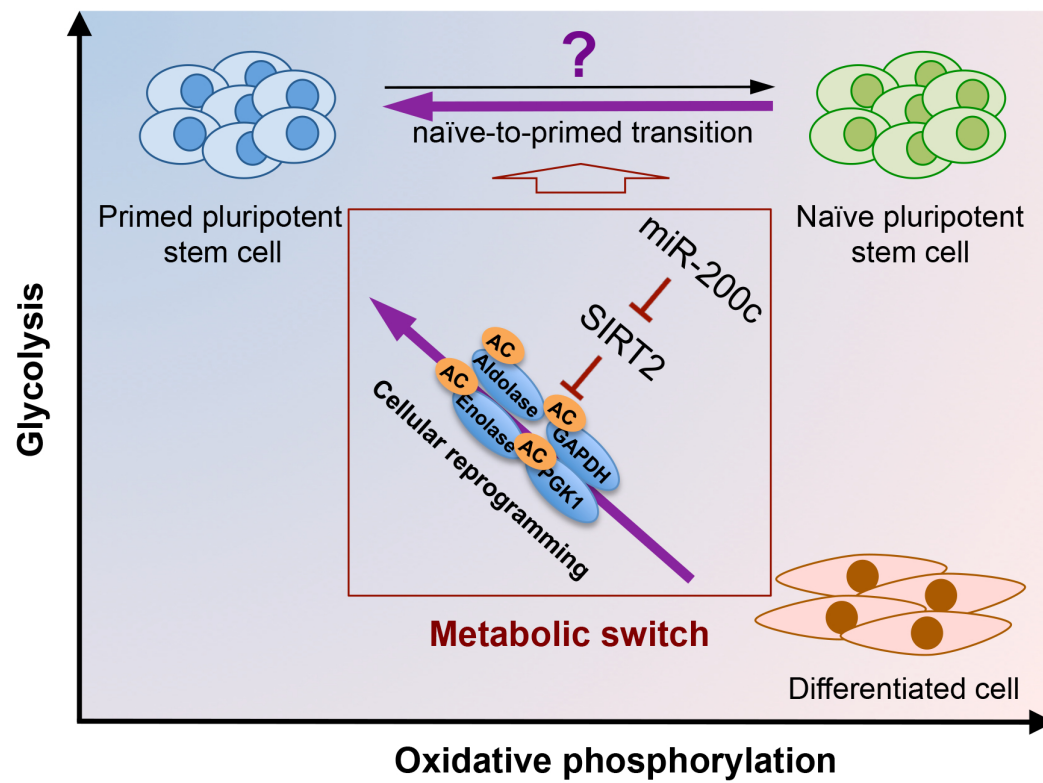 ?
naïve-to-primed transition
Primed pluripotent
stem cell
Naïve pluripotent
stem cell
miR-200c
SIRT2
AC
Aldolase
AC
Enolase
AC
GAPDH
AC
PGK1
Cellular reprogramming
Metabolic switch
Differentiated cell
Glycolysis
Oxidative phosphorylation